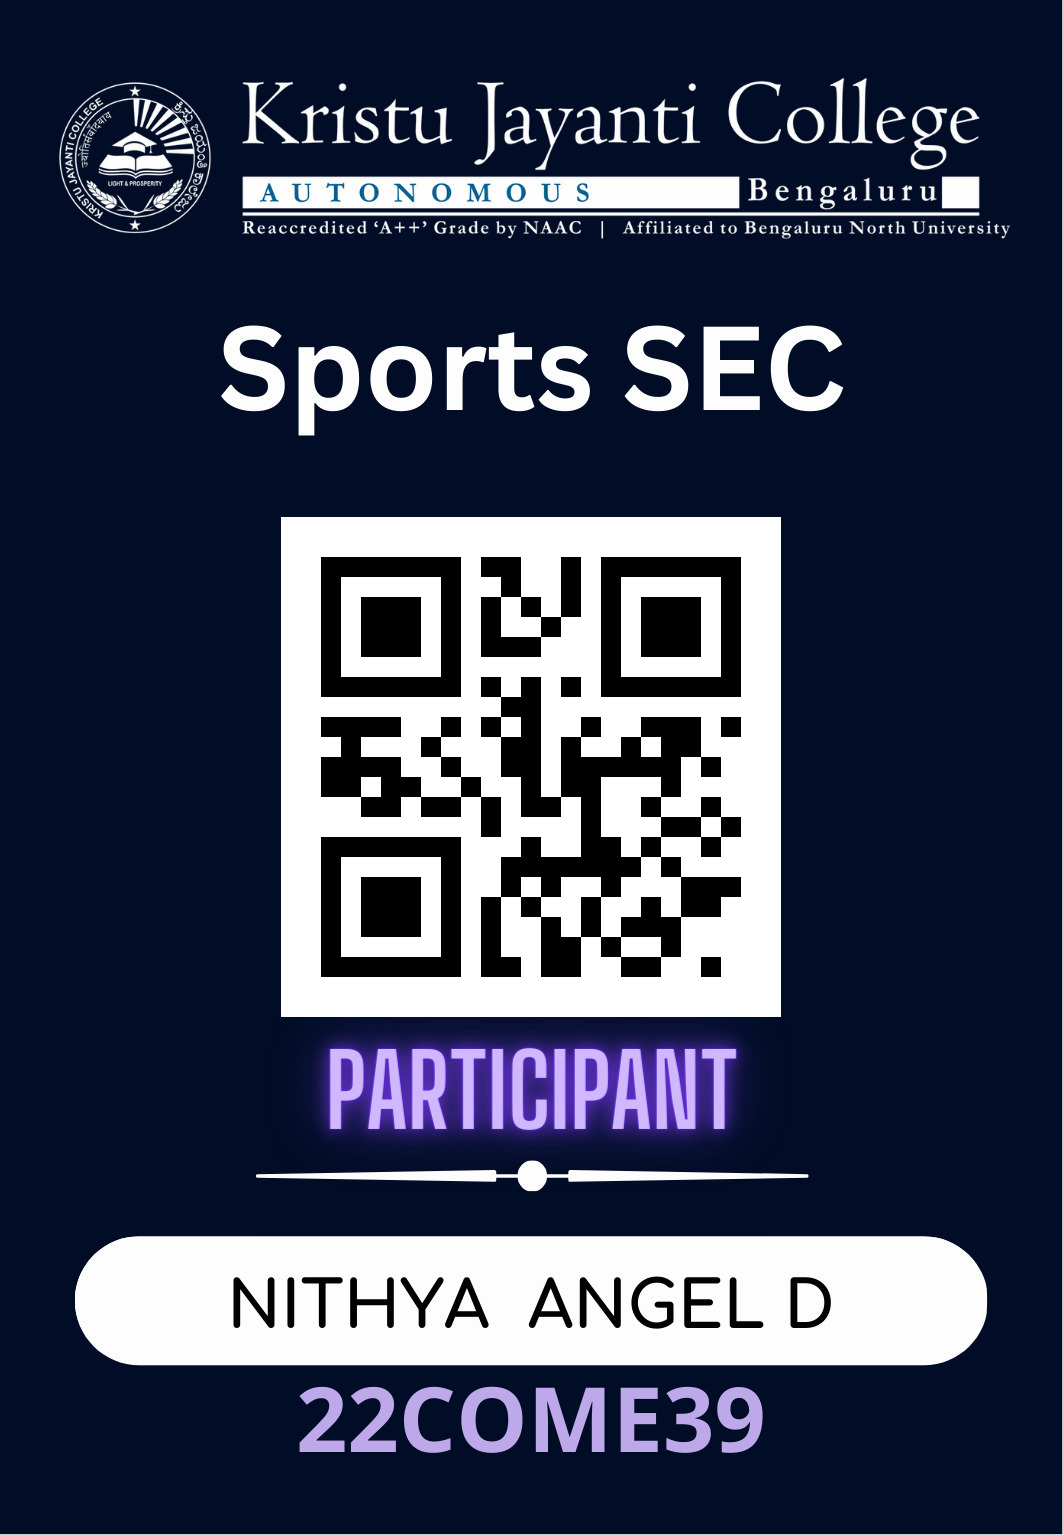 KRISTU JAYANTI COLLEGE
ಕ್ರಿಸ್ತು ಜಯಂತಿ ಕಾಲೇಜು
LIGHT & PROSPERITY
Kristu Jayanti College
AUTONOMOUS Bengaluru
Reaccredited ‘A++’ Grade by NAAC | Affiliated to Bengaluru North University
Sports SEC
PARTICIPANT
NITHYA ANGEL D
22COME39